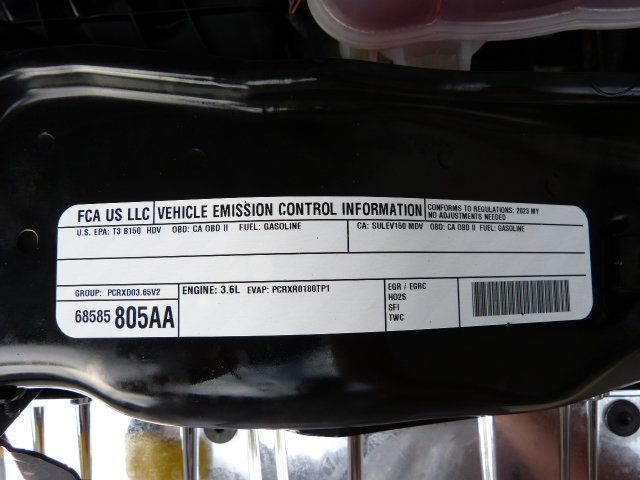 FCA US LLC VEHICLE EMISSION CONTROL INFORMATION CONFORMS TO REGULATIONS: 2023 MY
NO ADJUSTMENTS NEEDED
U.S. EPA: T3 B150 HDV OBD: CA OBD II FUEL: GASOLINE CA: SULEV150 MDV OBD: CA OBD II FUEL: GASOLINE
GROUP: PCRXD03.65V2 ENGINE: 3.6L EVAP: PCRXR0180TP1 EGR / EGRC
HO2S
SFI
68585 805AA TWC